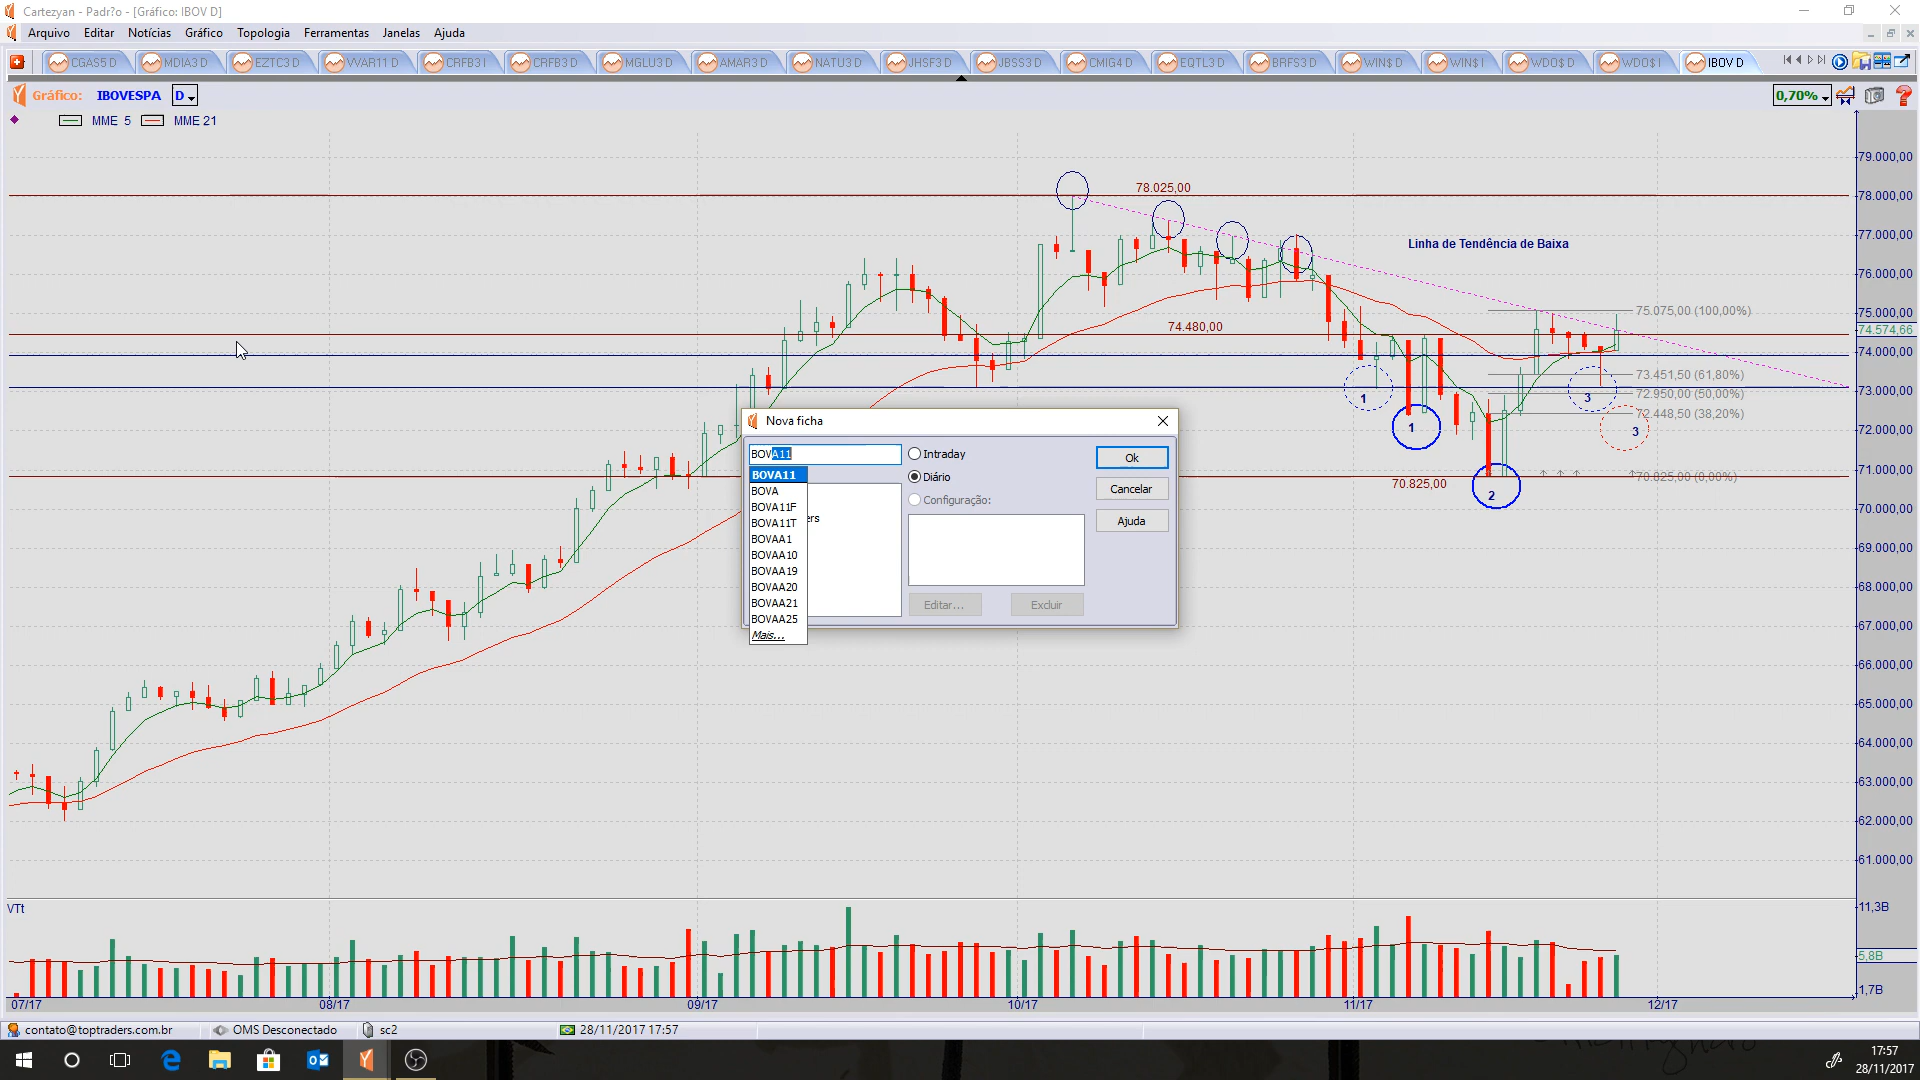 Cartezyan - Padr?o - [Gráfico: IBOV D]
Arquivo Editar Notícias Gráfico Topologia Ferramentas Janelas Ajuda
CGAS5 D MDIA3 D EZTC3 D VVAR11 D CRFB3 I CRFB3 D MGLU3 D AMAR3 D NATU3 D JHSF3 D JBSS3 D CMIG4 D EQTL3 D BRFS3 D WIN$ D WIN$ I WDO$ D WDO$ I IBOV D
Gráfico: IBOVESPA D 0,70%
MME 5 MME 21
79.000,00
78.025,00 78.000,00
77.000,00
Linha de Tendência de Baixa
76.000,00
75.075,00 (100,00%) 75.000,00
74.480,00 74.574,66
74.000,00
73.451,50 (61,80%)
73.000,00
72.950,00 (50,00%)
1 3
72.448,50 (38,20%)
72.000,00
1 3
71.000,00
70.825,00 70.825,00 (0,00%)
2
70.000,00
69.000,00
68.000,00
67.000,00
66.000,00
65.000,00
64.000,00
63.000,00
62.000,00
61.000,00
Nova ficha
BOVA11 Intraday Ok
BOVA11 Diário
BOVA Cancelar
BOVA11F Configuração:
BOVA11T ers Ajuda
BOVAA1
BOVAA10
BOVAA19
BOVAA20
BOVAA21 Editar... Excluir
BOVAA25
Mais...
VTt 11,3B
5,8B
1,7B
07/17 08/17 09/17 10/17 11/17 12/17
contato@toptraders.com.br OMS Desconectado sc2 28/11/2017 17:57
17:57
28/11/2017